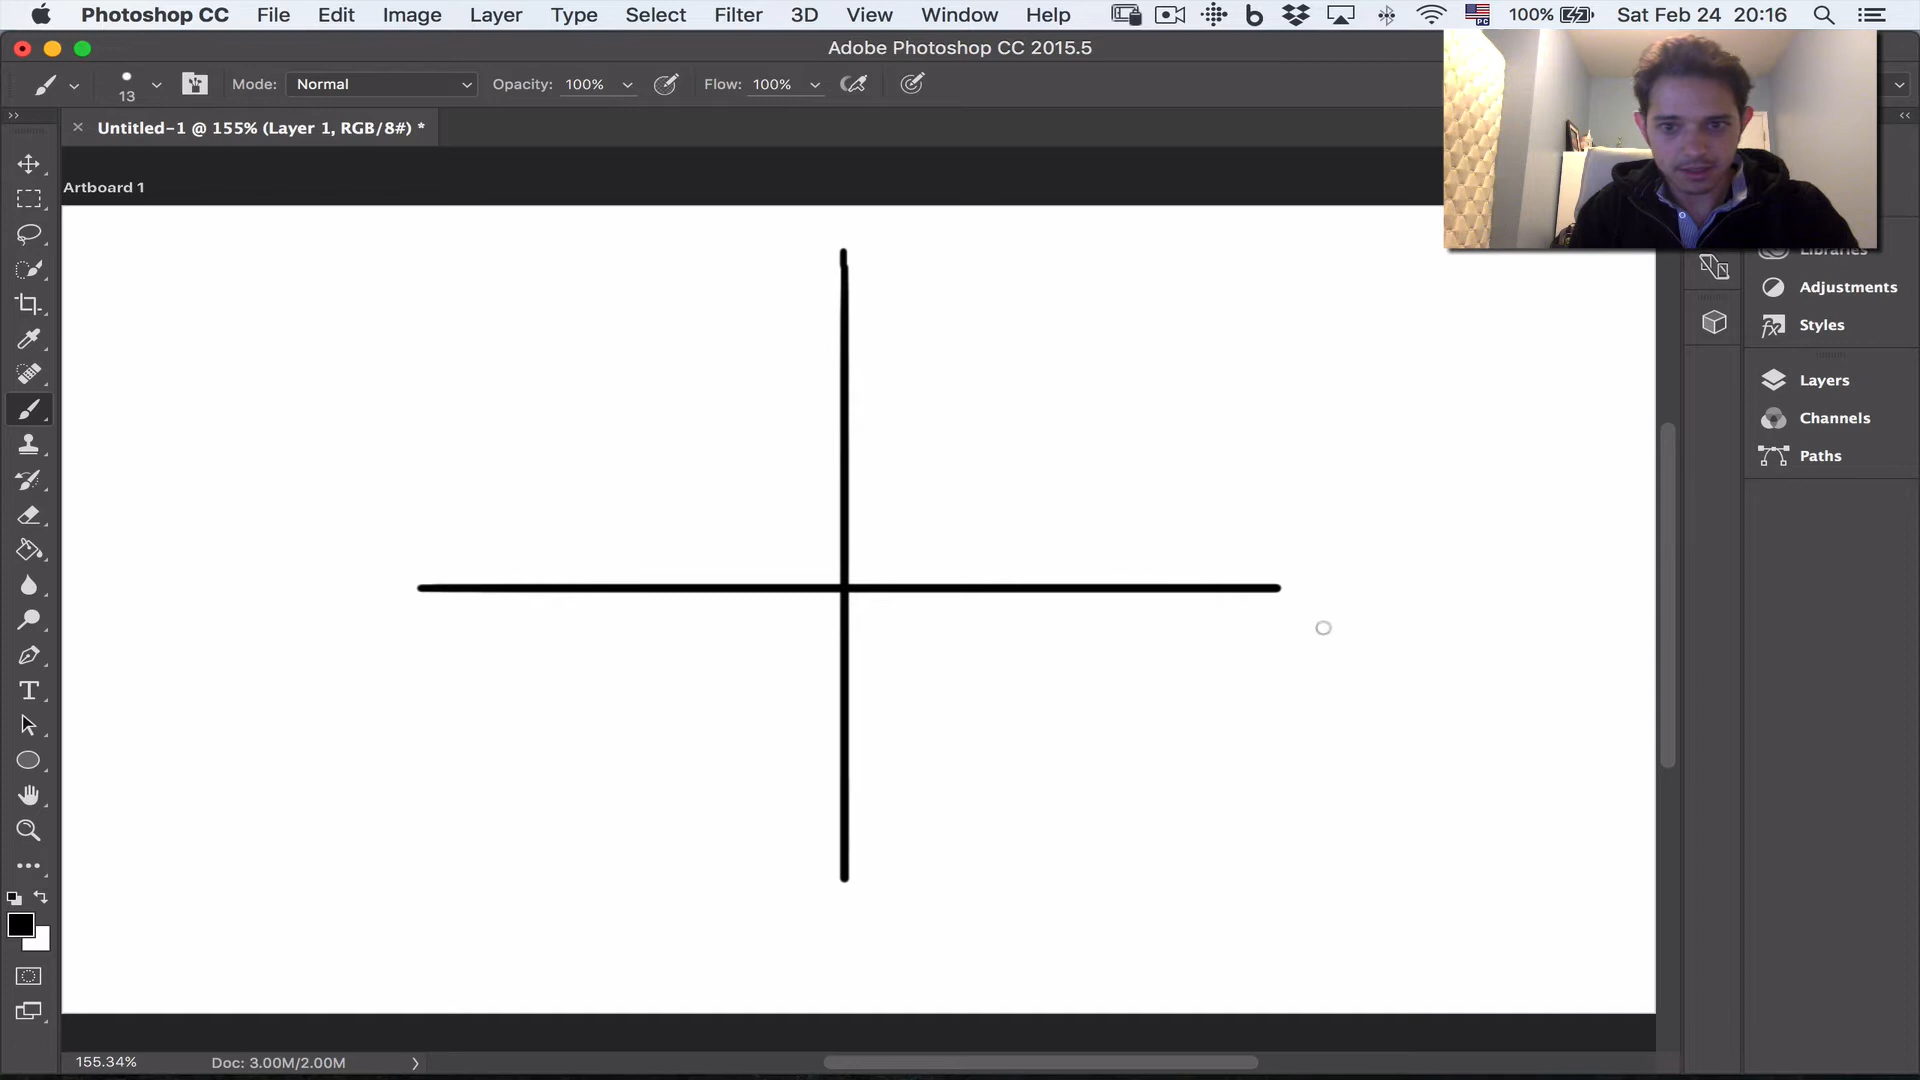 Photoshop CC File Edit Image Layer Type Select Filter 3D View Window Help 100% Sat Feb 24 20:16
Adobe Photoshop CC 2015.5
13 Mode: Normal Opacity: 100% Flow: 100%
Untitled-1 @ 155% (Layer 1, RGB/8#) *
Artboard 1
Libraries
Adjustments
Styles
Layers
Channels
Paths
155.34% Doc: 3.00M/2.00M